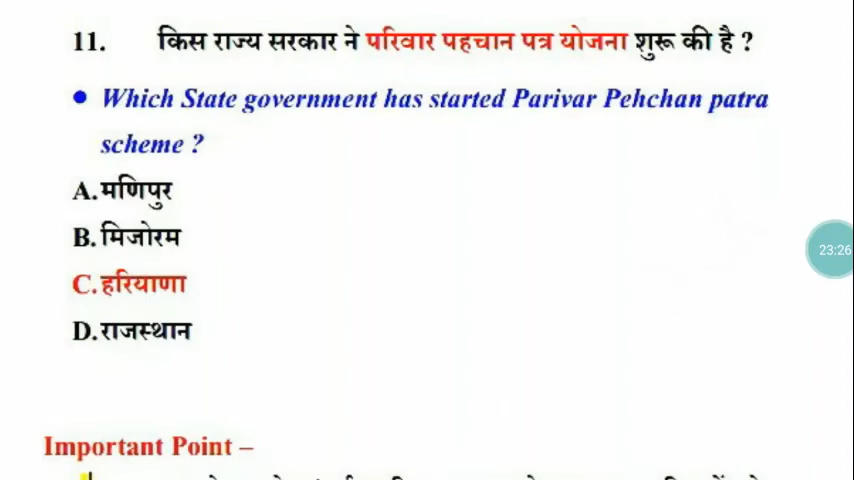 11. किस राज्य सरकार ने परिवार पहचान पत्र योजना शुरू की है ?
● Which State government has started Parivar Pehchan patra
scheme ?
A.मणिपुर
B.मिजोरम
C.हरियाणा
D.राजस्थान
23:26
Important Point –